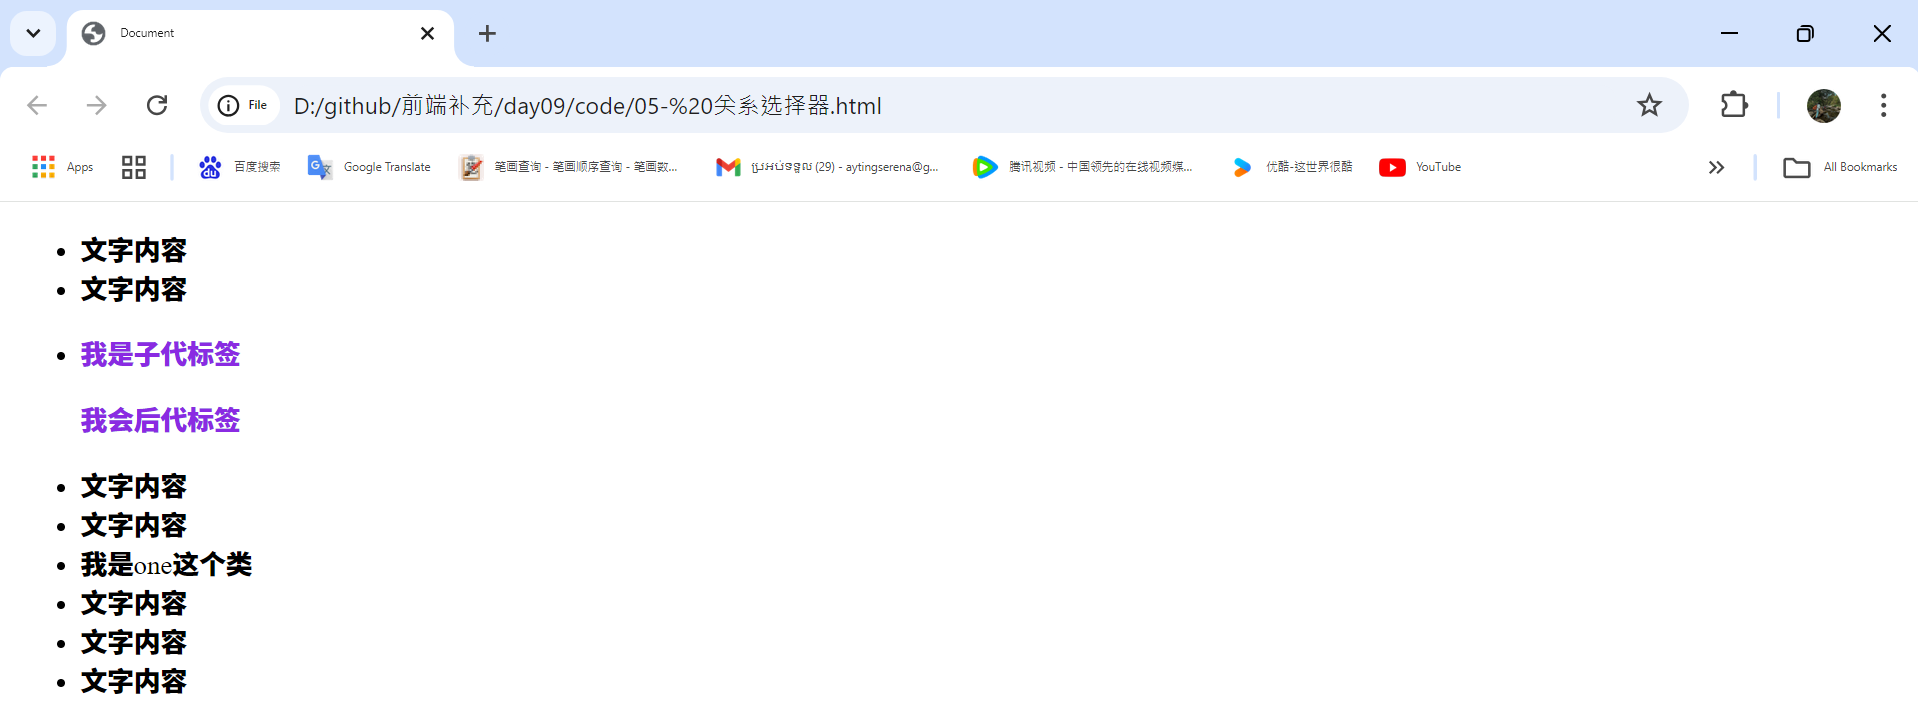 Document
File
D:/github/前端补充/day09/code/05-%20关系选择器.html
Apps
百度搜索
Google Translate
笔画查询 - 笔画顺序查询 - 笔画数...
ប្រអប់ទទួល (29) - aytingserena@g...
腾讯视频 - 中国领先的在线视频媒...
优酷-这世界很酷
YouTube
All Bookmarks
文字内容
文字内容
我是子代标签
我会后代标签
文字内容
文字内容
我是one这个类
文字内容
文字内容
文字内容